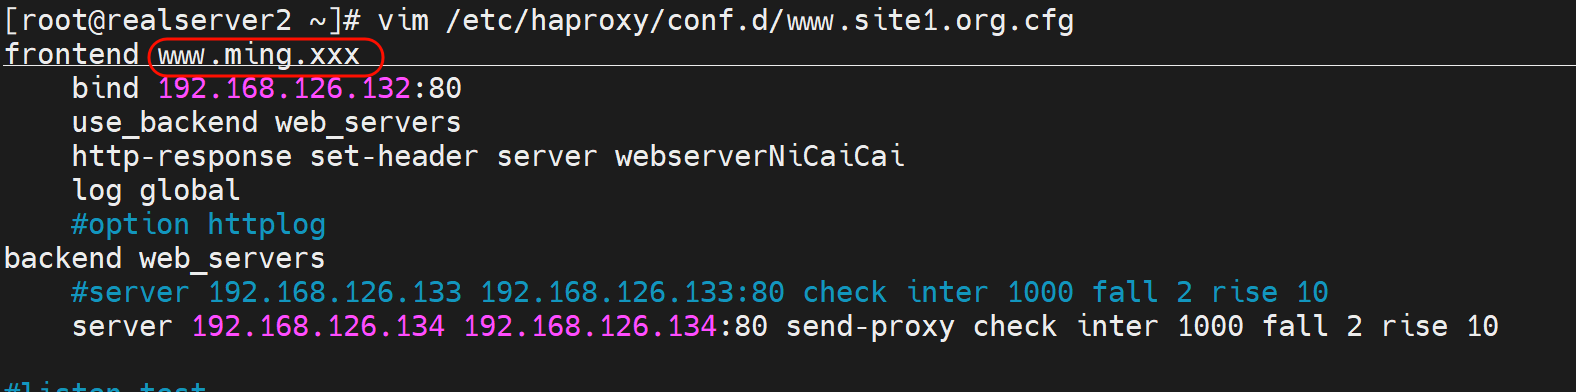 [root@realserver2 ~]# vim /etc/haproxy/conf.d/www.site1.org.cfg
frontend www.ming.xxx
    bind 192.168.126.132:80
    use_backend web_servers
    http-response set-header server webserverNiCaiCai
    log global
    #option httplog
backend web_servers
    #server 192.168.126.133 192.168.126.133:80 check inter 1000 fall 2 rise 10
    server 192.168.126.134 192.168.126.134:80 send-proxy check inter 1000 fall 2 rise 10
#listen test